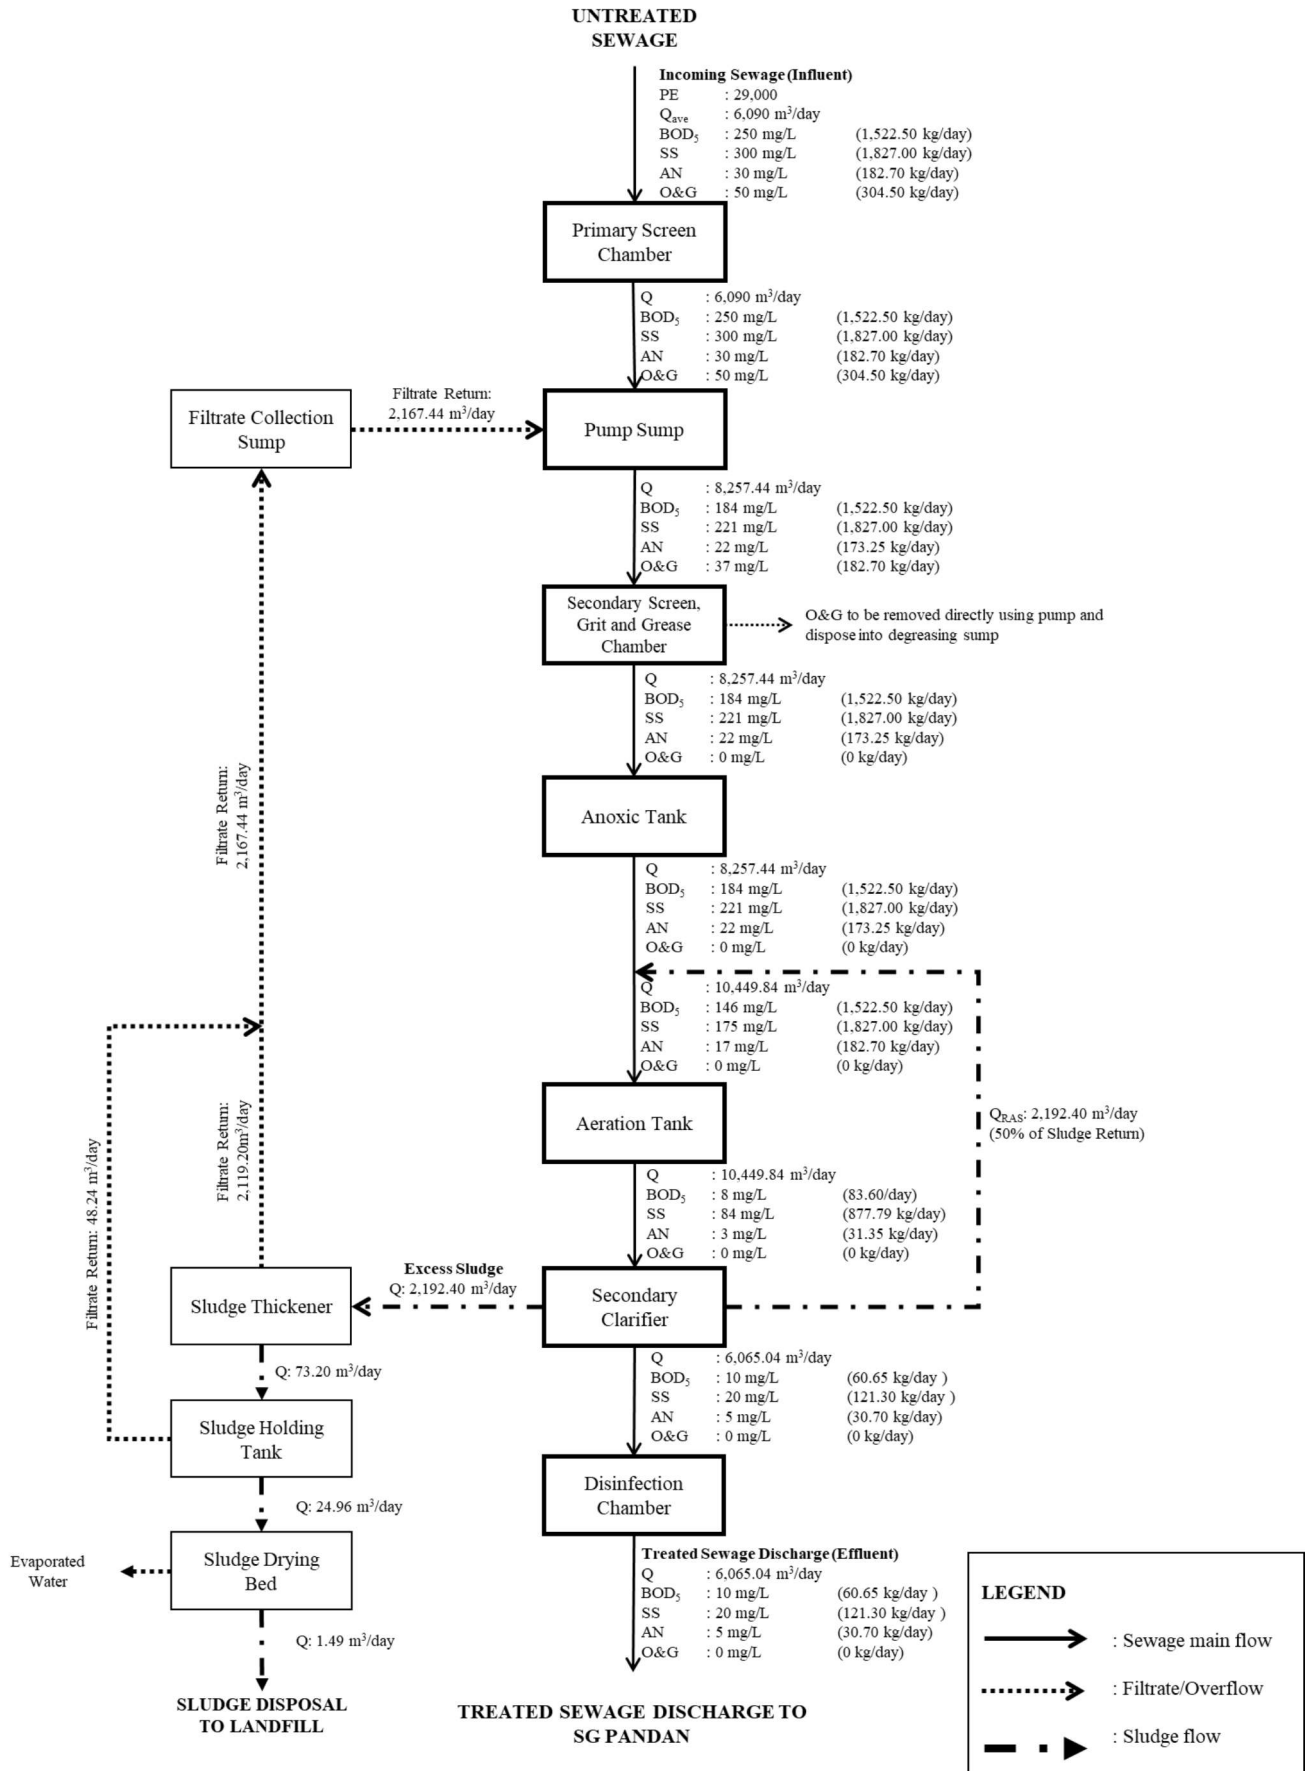 UNTREATED
SEWAGE
Incoming Sewage (Influent)
PE : 29,000
Qave : 6,090 m³/day
BOD₅ : 250 mg/L (1,522.50 kg/day)
SS : 300 mg/L (1,827.00 kg/day)
AN : 30 mg/L (182.70 kg/day)
O&G : 50 mg/L (304.50 kg/day)
Primary Screen
Chamber
Q : 6,090 m³/day
BOD₅ : 250 mg/L (1,522.50 kg/day)
SS : 300 mg/L (1,827.00 kg/day)
AN : 30 mg/L (182.70 kg/day)
O&G : 50 mg/L (304.50 kg/day)
Filtrate Collection
Sump
Filtrate Return:
2,167.44 m³/day
Pump Sump
Q : 8,257.44 m³/day
BOD₅ : 184 mg/L (1,522.50 kg/day)
SS : 221 mg/L (1,827.00 kg/day)
AN : 22 mg/L (173.25 kg/day)
O&G : 37 mg/L (182.70 kg/day)
Secondary Screen,
Grit and Grease
Chamber
O&G to be removed directly using pump and
dispose into degreasing sump
Q : 8,257.44 m³/day
BOD₅ : 184 mg/L (1,522.50 kg/day)
SS : 221 mg/L (1,827.00 kg/day)
AN : 22 mg/L (173.25 kg/day)
O&G : 0 mg/L (0 kg/day)
Filtrate Return:
2,167.44 m³/day
Anoxic Tank
Q : 8,257.44 m³/day
BOD₅ : 184 mg/L (1,522.50 kg/day)
SS : 221 mg/L (1,827.00 kg/day)
AN : 22 mg/L (173.25 kg/day)
O&G : 0 mg/L (0 kg/day)
Q : 10,449.84 m³/day
BOD₅ : 146 mg/L (1,522.50 kg/day)
SS : 175 mg/L (1,827.00 kg/day)
AN : 17 mg/L (182.70 kg/day)
O&G : 0 mg/L (0 kg/day)
Filtrate Return: 48.24 m³/day
Filtrate Return:
2,119.20m³/day
Aeration Tank
QRAS: 2,192.40 m³/day
(50% of Sludge Return)
Q : 10,449.84 m³/day
BOD₅ : 8 mg/L (83.60/day)
SS : 84 mg/L (877.79 kg/day)
AN : 3 mg/L (31.35 kg/day)
O&G : 0 mg/L (0 kg/day)
Sludge Thickener
Excess Sludge
Q: 2,192.40 m³/day
Secondary
Clarifier
Q: 73.20 m³/day
Q : 6,065.04 m³/day
BOD₅ : 10 mg/L (60.65 kg/day )
SS : 20 mg/L (121.30 kg/day )
AN : 5 mg/L (30.70 kg/day)
O&G : 0 mg/L (0 kg/day)
Sludge Holding
Tank
Q: 24.96 m³/day
Disinfection
Chamber
Evaporated
Water
Sludge Drying
Bed
Q: 1.49 m³/day
Treated Sewage Discharge (Effluent)
Q : 6,065.04 m³/day
BOD₅ : 10 mg/L (60.65 kg/day )
SS : 20 mg/L (121.30 kg/day )
AN : 5 mg/L (30.70 kg/day)
O&G : 0 mg/L (0 kg/day)
SLUDGE DISPOSAL
TO LANDFILL
TREATED SEWAGE DISCHARGE TO
SG PANDAN
LEGEND
: Sewage main flow
: Filtrate/Overflow
: Sludge flow